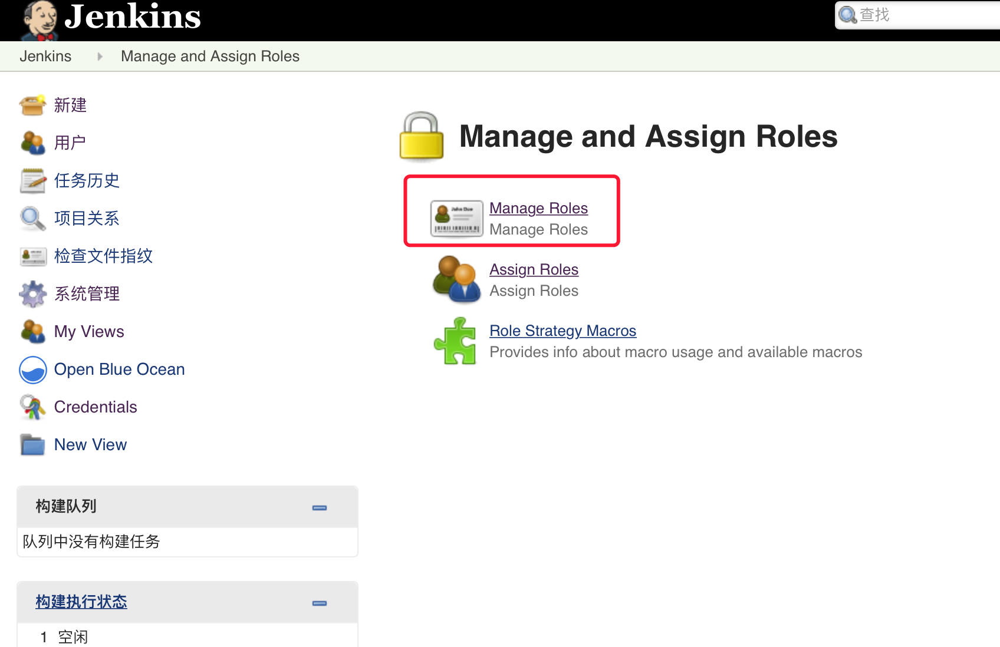 Jenkins
查找
Jenkins
Manage and Assign Roles
新建
用户
任务历史
项目关系
检查文件指纹
系统管理
My Views
Open Blue Ocean
Credentials
New View
构建队列
队列中没有构建任务
构建执行状态
1 空闲
Manage and Assign Roles
John Doe
Manage Roles
Manage Roles
Assign Roles
Assign Roles
Role Strategy Macros
Provides info about macro usage and available macros